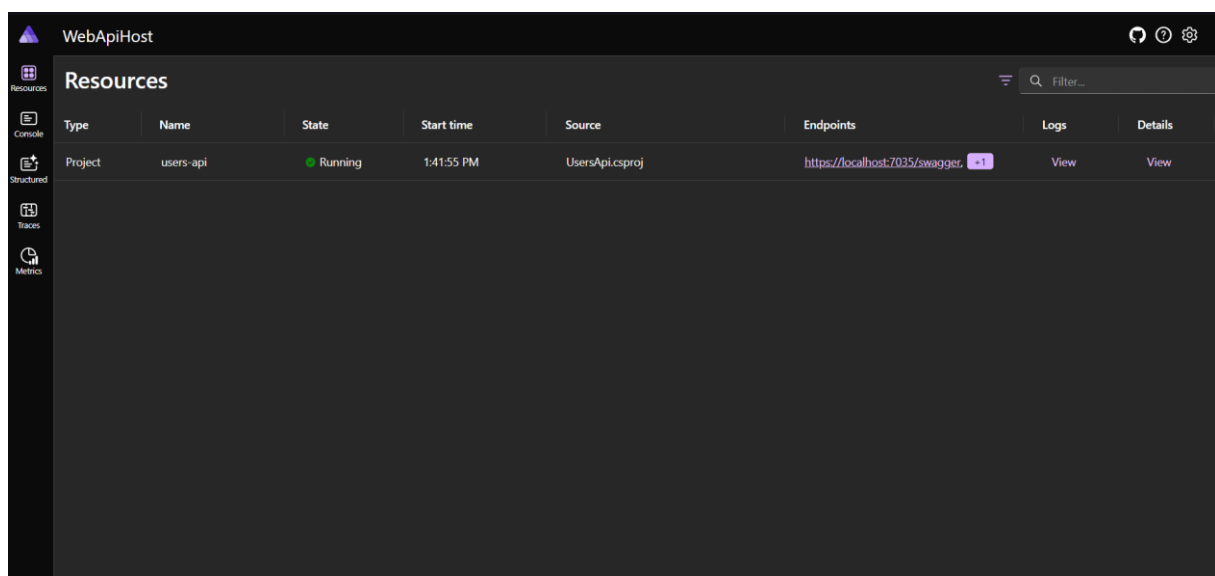 WebApiHost
Resources
Resources
Filter...
Console
Type Name State Start time Source Endpoints Logs Details
Project users-api Running 1:41:55 PM UsersApi.csproj https://localhost:7035/swagger, +1 View View
Structured
Traces
Metrics